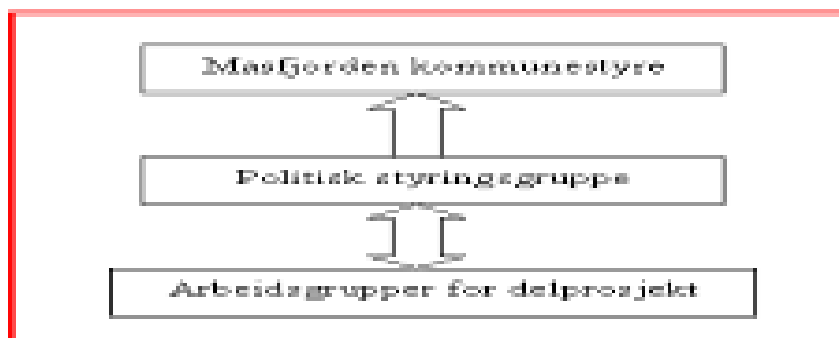 Masfjorden kommunestyre
Politisk styringsgruppe
Arbeidsgrupper for delprosjekt